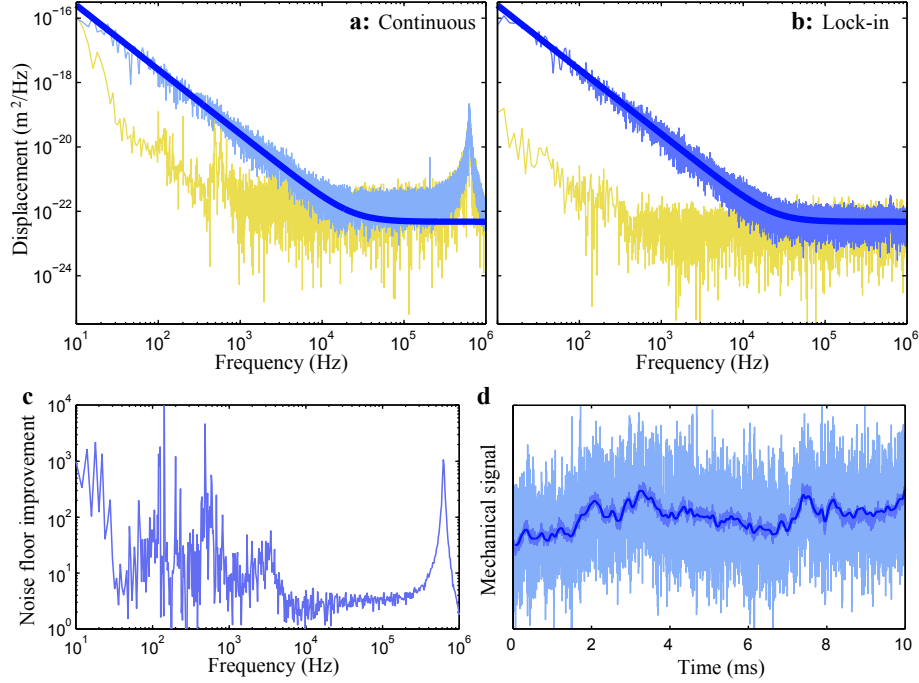 a: Continuous
b: Lock-in
Displacement (m²/Hz)
10⁻¹⁶
10⁻¹⁸
10⁻²⁰
10⁻²²
10⁻²⁴
10¹ 10² 10³ 10⁴ 10⁵ 10⁶
10² 10³ 10⁴ 10⁵ 10⁶
Frequency (Hz)
Frequency (Hz)
c
Noise floor improvement
10⁴
10³
10²
10¹
10⁰
10¹ 10² 10³ 10⁴ 10⁵ 10⁶
Frequency (Hz)
d
Mechanical signal
0 2 4 6 8 10
Time (ms)